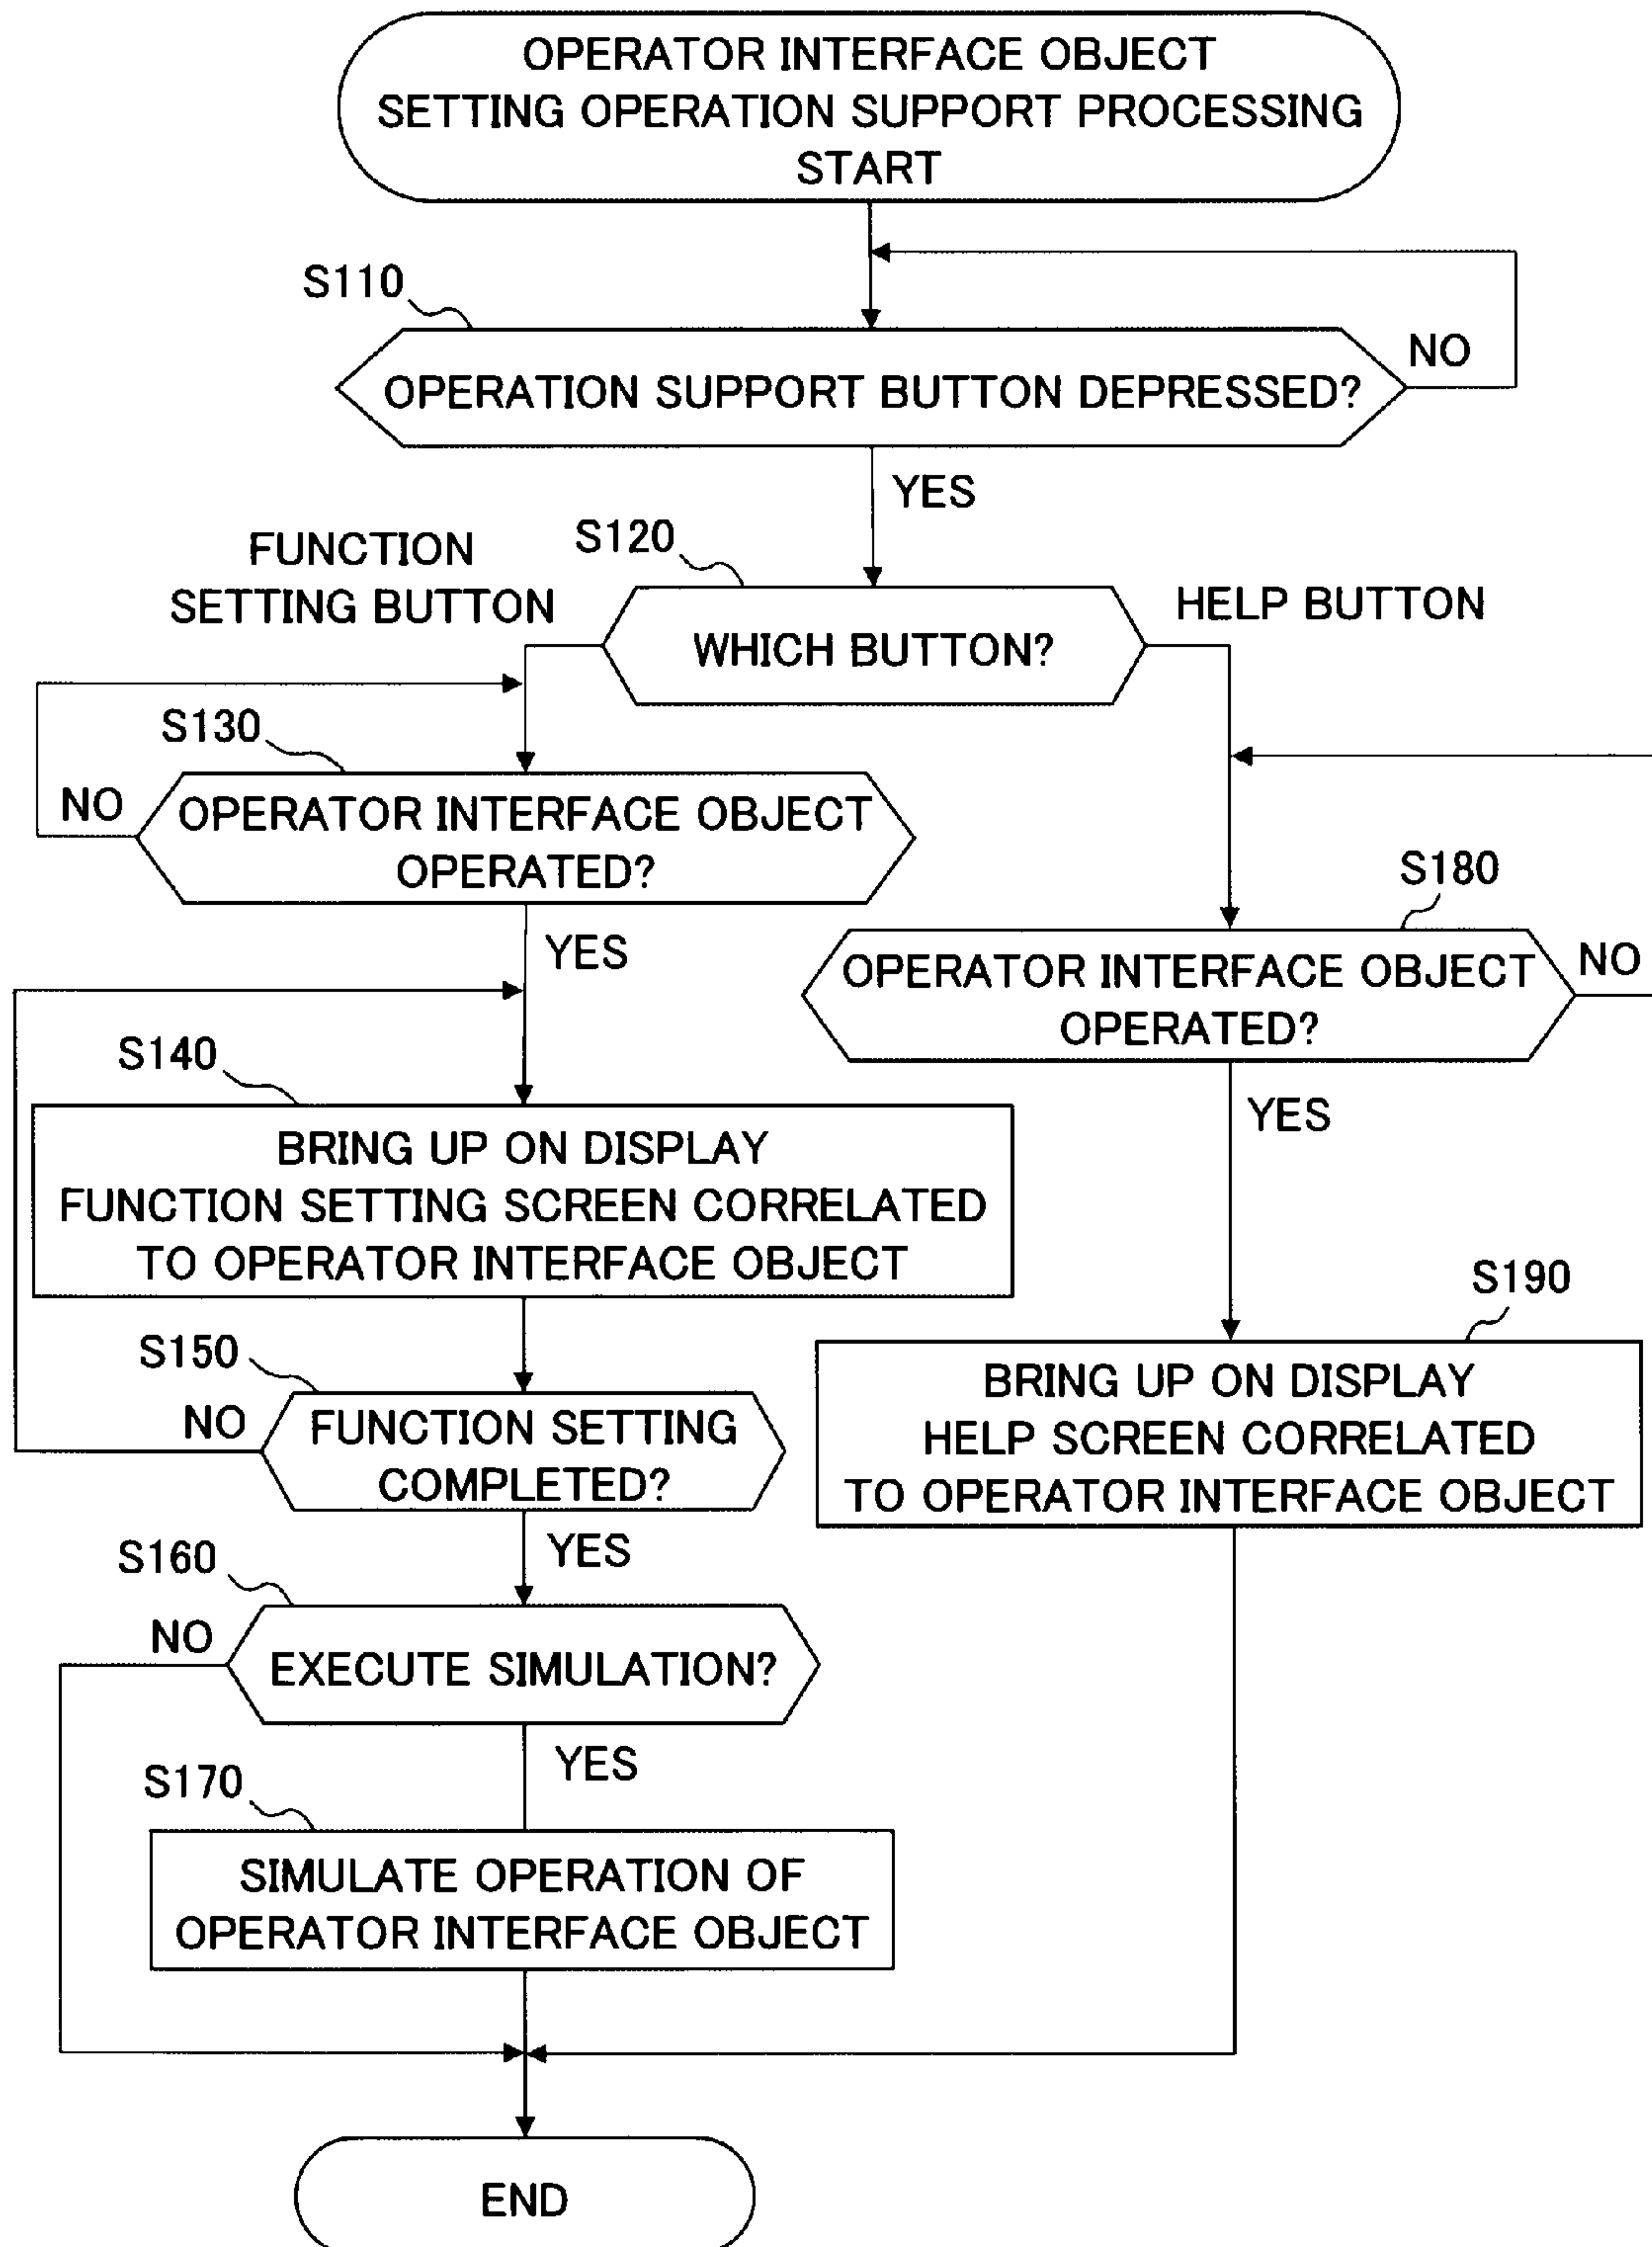 OPERATOR INTERFACE OBJECT
SETTING OPERATION SUPPORT PROCESSING
START
S110
NO
OPERATION SUPPORT BUTTON DEPRESSED?
YES
FUNCTION
SETTING BUTTON
S120
HELP BUTTON
WHICH BUTTON?
S130
NO
OPERATOR INTERFACE OBJECT
OPERATED?
YES
S180
NO
OPERATOR INTERFACE OBJECT
OPERATED?
YES
S140
BRING UP ON DISPLAY
FUNCTION SETTING SCREEN CORRELATED
TO OPERATOR INTERFACE OBJECT
S190
BRING UP ON DISPLAY
HELP SCREEN CORRELATED
TO OPERATOR INTERFACE OBJECT
S150
NO
FUNCTION SETTING
COMPLETED?
YES
S160
NO
EXECUTE SIMULATION?
YES
S170
SIMULATE OPERATION OF
OPERATOR INTERFACE OBJECT
END